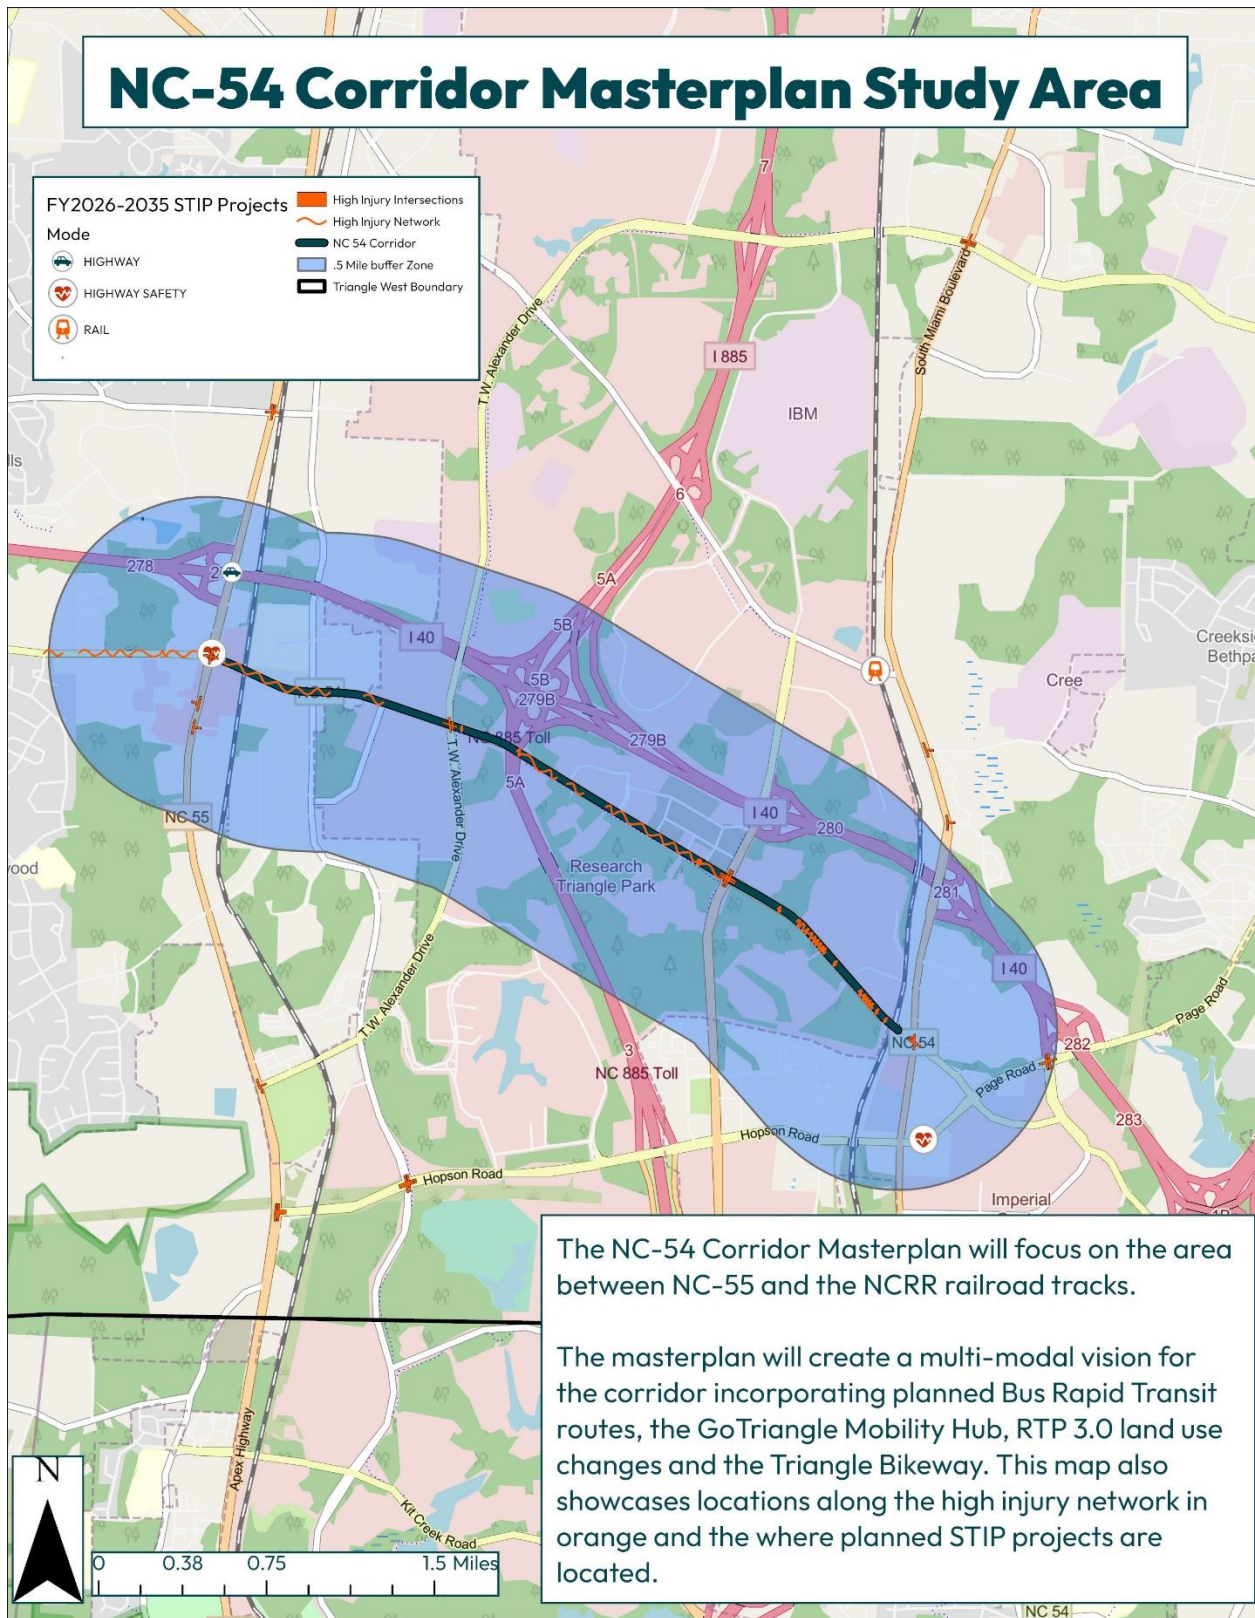 NC-54 Corridor Masterplan Study Area
FY2026-2035 STIP Projects
Mode
HIGHWAY
HIGHWAY SAFETY
RAIL
High Injury Intersections
High Injury Network
NC 54 Corridor
.5 Mile buffer Zone
Triangle West Boundary
7
T.W. Alexander Drive
I 885
South Miami Boulevard
IBM
lls
6
278
5A
5B
I 40
5B
279B
Creeksi
Bethpa
Cree
NC 885 Toll
279B
5A
T.W. Alexander Drive
NC 55
I 40
280
Research
Triangle Park
wood
281
I 40
T.W. Alexander Drive
Page Road
NC 54
282
3
NC 885 Toll
Page Road
283
Hopson Road
Hopson Road
Imperial
The NC-54 Corridor Masterplan will focus on the area
between NC-55 and the NCRR railroad tracks.
The masterplan will create a multi-modal vision for
the corridor incorporating planned Bus Rapid Transit
routes, the GoTriangle Mobility Hub, RTP 3.0 land use
changes and the Triangle Bikeway. This map also
showcases locations along the high injury network in
orange and the where planned STIP projects are
located.
Apex Highway
Kit Creek Road
N
0 0.38 0.75 1.5 Miles
NC 54